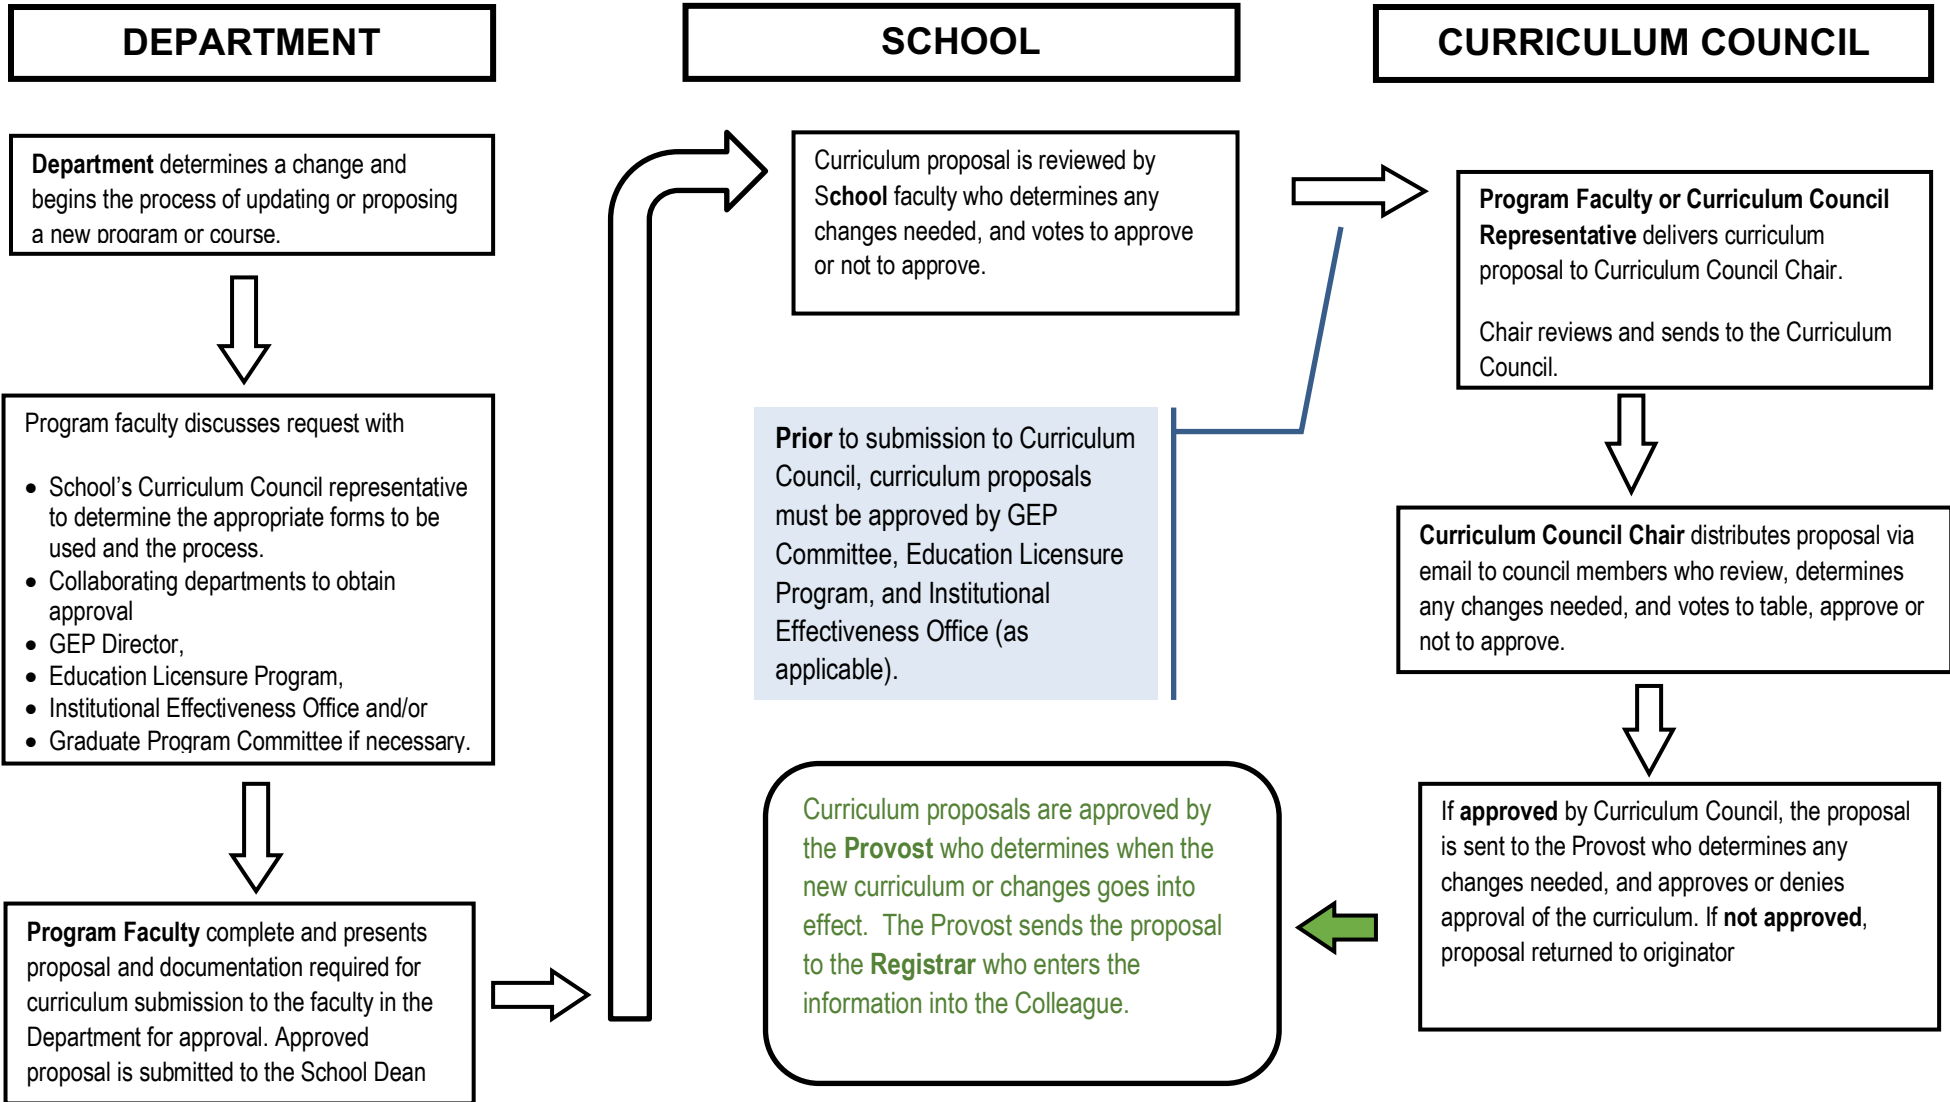 DEPARTMENT
Department determines a change and
begins the process of updating or proposing
a new program or course.
Program faculty discusses request with
• School's Curriculum Council representative
to determine the appropriate forms to be
used and the process.
• Collaborating departments to obtain
approval
• GEP Director,
• Education Licensure Program,
• Institutional Effectiveness Office and/or
• Graduate Program Committee if necessary.
Program Faculty complete and presents
proposal and documentation required for
curriculum submission to the faculty in the
Department for approval. Approved
proposal is submitted to the School Dean
SCHOOL
Curriculum proposal is reviewed by
School faculty who determines any
changes needed, and votes to approve
or not to approve.
Prior to submission to Curriculum
Council, curriculum proposals
must be approved by GEP
Committee, Education Licensure
Program, and Institutional
Effectiveness Office (as
applicable).
CURRICULUM COUNCIL
Program Faculty or Curriculum Council
Representative delivers curriculum
proposal to Curriculum Council Chair.
Chair reviews and sends to the Curriculum
Council.
Curriculum Council Chair distributes proposal via
email to council members who review, determines
any changes needed, and votes to table, approve or
not to approve.
If approved by Curriculum Council, the proposal
is sent to the Provost who determines any
changes needed, and approves or denies
approval of the curriculum. If not approved,
proposal returned to originator
Curriculum proposals are approved by
the Provost who determines when the
new curriculum or changes goes into
effect.  The Provost sends the proposal
to the Registrar who enters the
information into the Colleague.